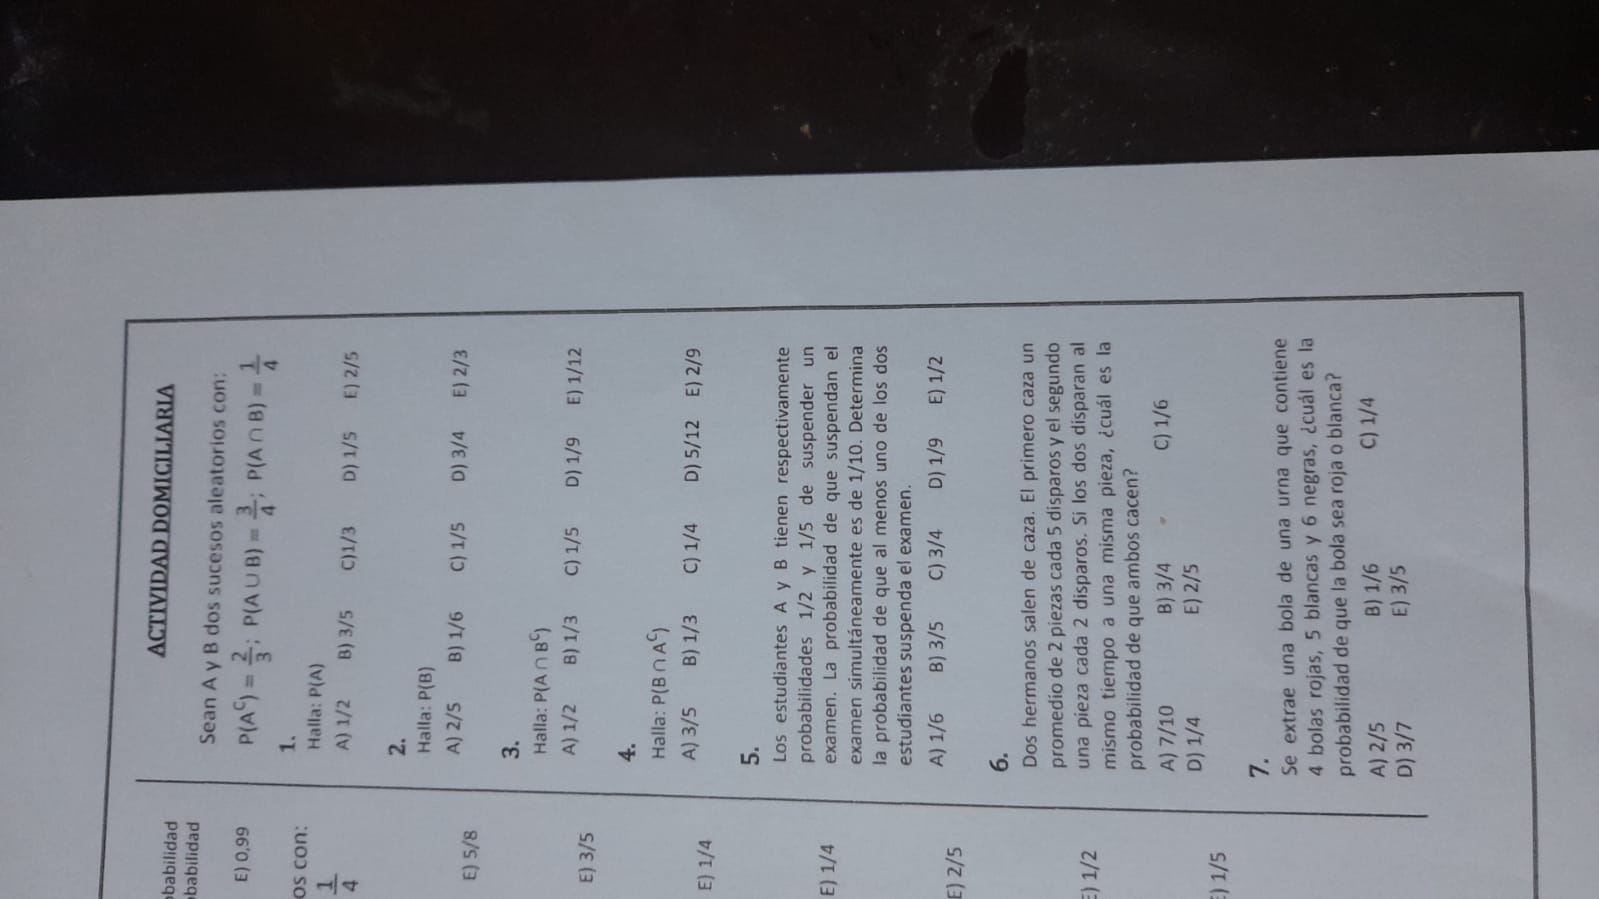 obabilidad
obabilidad
E) 0,99
os con:
1
4
E) 5/8
E) 3/5
E) 1/4
E) 1/4
E) 2/5
E) 1/2
E) 1/5
ACTIVIDAD DOMICILIARIA
Sean A y B dos sucesos aleatorios con:
P(Aᶜ) = 2/3; P(A ∪ B) = 3/4; P(A ∩ B) = 1/4
1.
Halla: P(A)
A) 1/2 B) 3/5 C)1/3 D) 1/5 E) 2/5
2.
Halla: P(B)
A) 2/5 B) 1/6 C) 1/5 D) 3/4 E) 2/3
3.
Halla: P(A ∩ Bᶜ)
A) 1/2 B) 1/3 C) 1/5 D) 1/9 E) 1/12
4.
Halla: P(B ∩ Aᶜ)
A) 3/5 B) 1/3 C) 1/4 D) 5/12 E) 2/9
5.
Los estudiantes A y B tienen respectivamente
probabilidades 1/2 y 1/5 de suspender un
examen. La probabilidad de que suspendan el
examen simultáneamente es de 1/10. Determina
la probabilidad de que al menos uno de los dos
estudiantes suspenda el examen.
A) 1/6 B) 3/5 C) 3/4 D) 1/9 E) 1/2
6.
Dos hermanos salen de caza. El primero caza un
promedio de 2 piezas cada 5 disparos y el segundo
una pieza cada 2 disparos. Si los dos disparan al
mismo tiempo a una misma pieza, ¿cuál es la
probabilidad de que ambos cacen?
A) 7/10 B) 3/4 C) 1/6
D) 1/4 E) 2/5
7.
Se extrae una bola de una urna que contiene
4 bolas rojas, 5 blancas y 6 negras, ¿cuál es la
probabilidad de que la bola sea roja o blanca?
A) 2/5 B) 1/6 C) 1/4
D) 3/7 E) 3/5